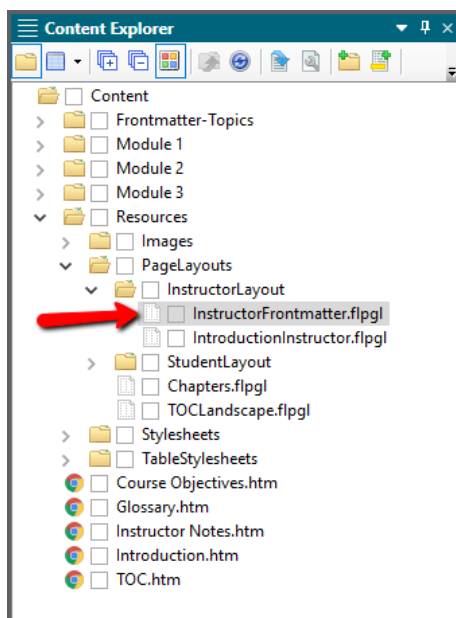 Content Explorer
Content
Frontmatter-Topics
Module 1
Module 2
Module 3
Resources
Images
PageLayouts
InstructorLayout
InstructorFrontmatter.flpgl
IntroductionInstructor.flpgl
StudentLayout
Chapters.flpgl
TOCLandscape.flpgl
Stylesheets
TableStylesheets
Course Objectives.htm
Glossary.htm
Instructor Notes.htm
Introduction.htm
TOC.htm